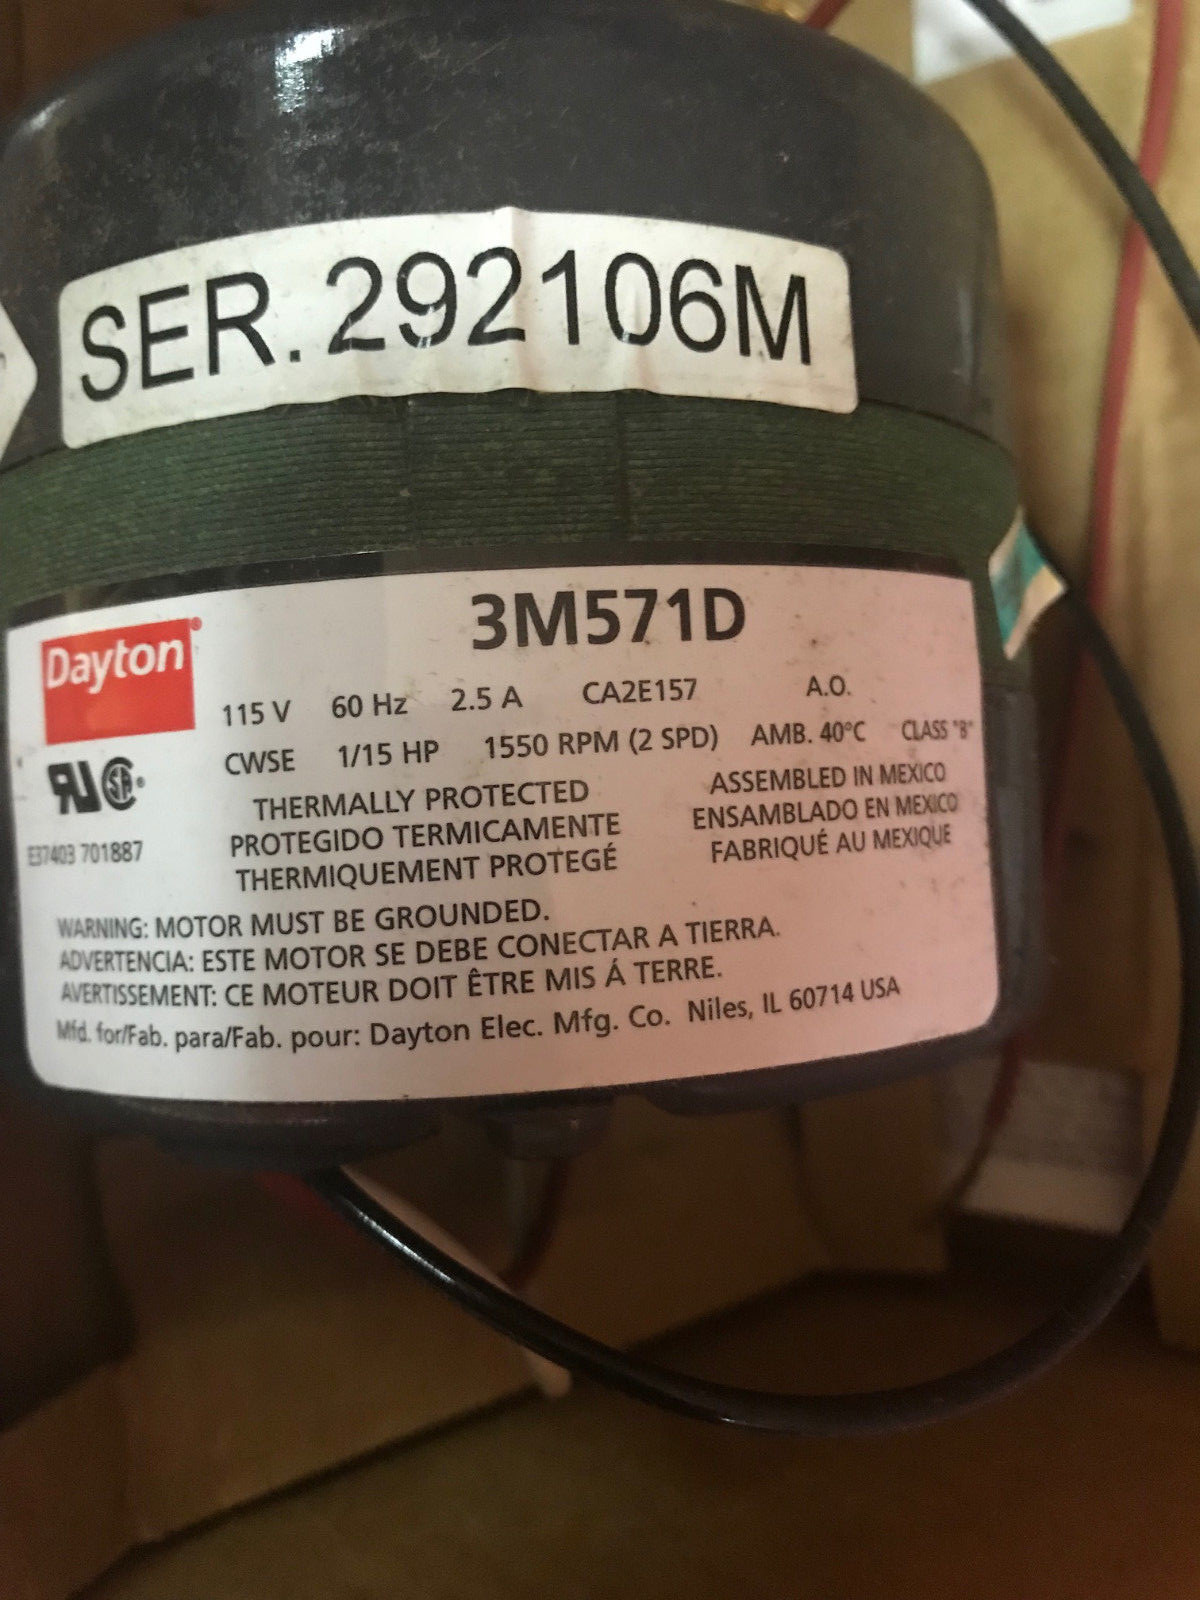 SER. 292106M
3M571D
Dayton®
115 V 60 Hz 2.5 A CA2E157 A.O.
CWSE 1/15 HP 1550 RPM (2 SPD) AMB. 40°C CLASS "B"
THERMALLY PROTECTED
PROTEGIDO TERMICAMENTE
THERMIQUEMENT PROTEGÉ
ASSEMBLED IN MEXICO
ENSAMBLADO EN MEXICO
FABRIQUÉ AU MEXIQUE
E37403 701887
WARNING: MOTOR MUST BE GROUNDED.
ADVERTENCIA: ESTE MOTOR SE DEBE CONECTAR A TIERRA.
AVERTISSEMENT: CE MOTEUR DOIT ÊTRE MIS Á TERRE.
Mfd. for/Fab. para/Fab. pour: Dayton Elec. Mfg. Co. Niles, IL 60714 USA